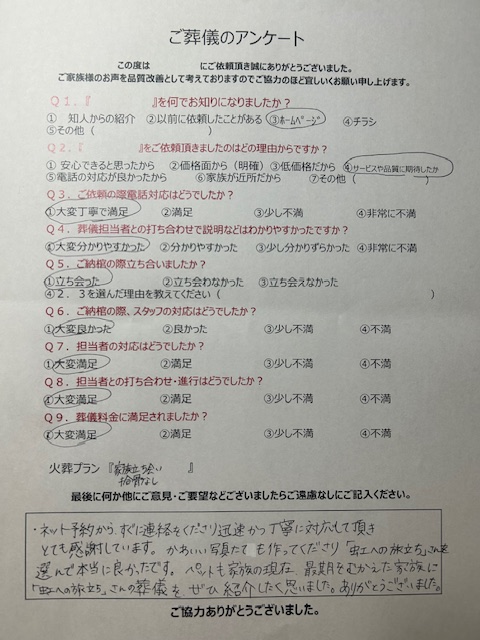 ご葬儀のアンケート
この度は　　　　　にご依頼頂き誠にありがとうございました。
ご家族様のお声を品質改善として考えておりますのでご協力のほど宜しくお願い申し上げます。
Q１．『　　　　　』を何でお知りになりましたか？
①　知人からの紹介　②以前に依頼したことがある　③ホームページ　④チラシ
⑤その他（　　　　　　　　　）
Q２．『　　　　　』をご依頼頂きましたのはどの理由からですか？
①　安心できると思ったから　②価格面から（明確）③低価格だから　④サービスや品質に期待したか
⑤電話の対応が良かったから　⑥家族が近所だから　⑦その他（　　　　　　）
Q３．ご依頼の際電話対応はどうでしたか？
①大変丁寧で満足　②満足　③少し不満　④非常に不満
Q４．葬儀担当者との打ち合わせで説明などはわかりやすかったですか？
①大変分かりやすかった　②分かりやすかった　③少し分かりずらかった　④非常に不満
Q５．ご納棺の際立ち合いましたか？
①立ち会った　②立ち会わなかった　③立ち会えなかった
④２．３を選んだ理由を教えてください（　　　　　　　　　　　　　）
Q６．ご納棺の際、スタッフの対応はどうでしたか？
①大変良かった　②良かった　③少し不満　④不満
Q７．担当者の対応はどうでしたか？
①大変満足　②満足　③少し不満　④不満
Q８．担当者との打ち合わせ・進行はどうでしたか？
①大変満足　②満足　③少し不満　④不満
Q９．葬儀料金に満足されましたか？
①大変満足　②満足　③少し不満　④不満
火葬プラン『家族立ち会い　　』
拾骨なし
最後に何か他にご意見・ご要望などございましたらご遠慮なしにご記入ください。
・ネット予約から、すぐに連絡をくださり迅速かつ丁寧に対応して頂き
とても感謝しています。かわいい写真たても作ってくださり「虹への旅立ち」さんを
選んで本当に良かったです。ペットも家族の現在、最期をむかえた家族に
「虹への旅立ち」さんの葬儀を、ぜひ紹介したく思いました。ありがとうございました。
ご協力ありがとうございました。